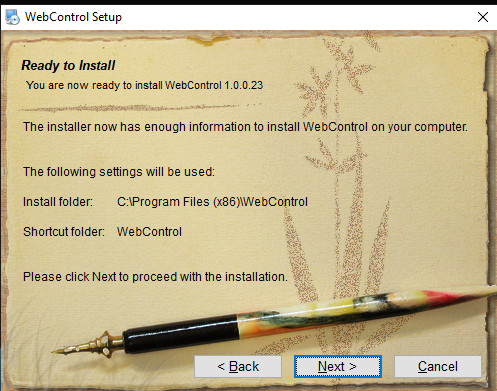 WebControl Setup
Ready to Install
You are now ready to install WebControl 1.0.0.23
The installer now has enough information to install WebControl on your computer.
The following settings will be used:
Install folder: C:\Program Files (x86)\WebControl
Shortcut folder: WebControl
Please click Next to proceed with the installation.
< Back Next > Cancel